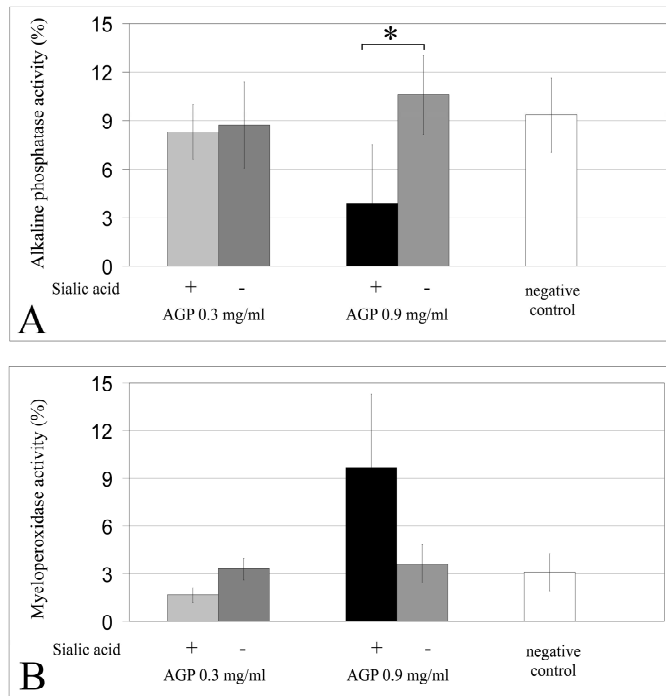 Alkaline phosphatase activity (%)
15
12
9
6
3
0
*
Sialic acid + - + -
AGP 0.3 mg/ml AGP 0.9 mg/ml
negative
control
A
Myeloperoxidase activity (%)
15
12
9
6
3
0
Sialic acid + - + -
AGP 0.3 mg/ml AGP 0.9 mg/ml
negative
control
B